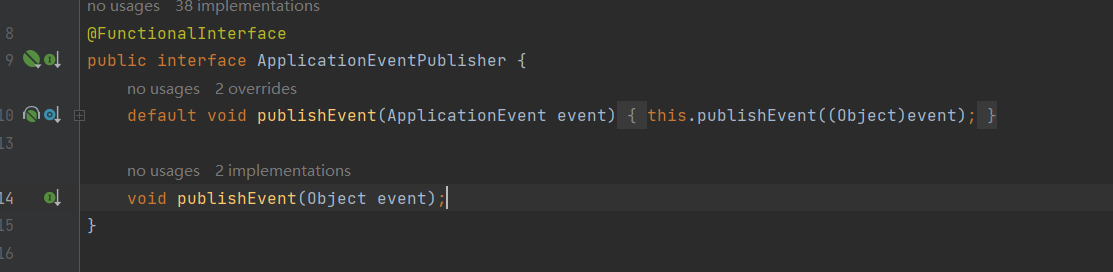 no usages   38 implementations
8 @FunctionalInterface
9 public interface ApplicationEventPublisher {
no usages   2 overrides
10 default void publishEvent(ApplicationEvent event) { this.publishEvent((Object)event); }
13
no usages   2 implementations
14 void publishEvent(Object event);
15 }
16